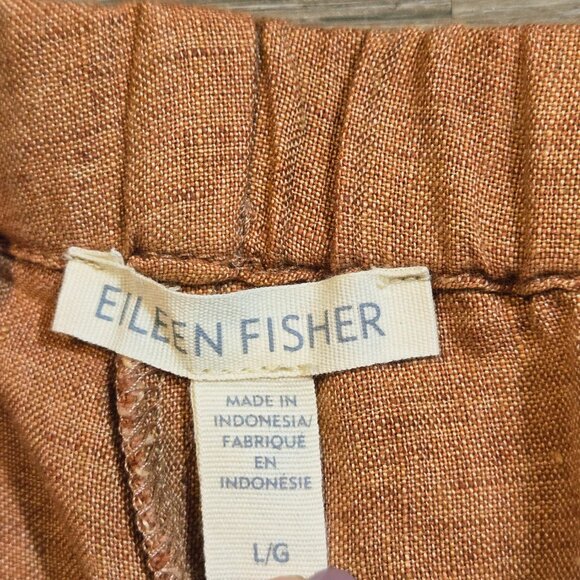 EILEEN FISHER
MADE IN
INDONESIA/
FABRIQUÉ
EN
INDONÉSIE
L/G